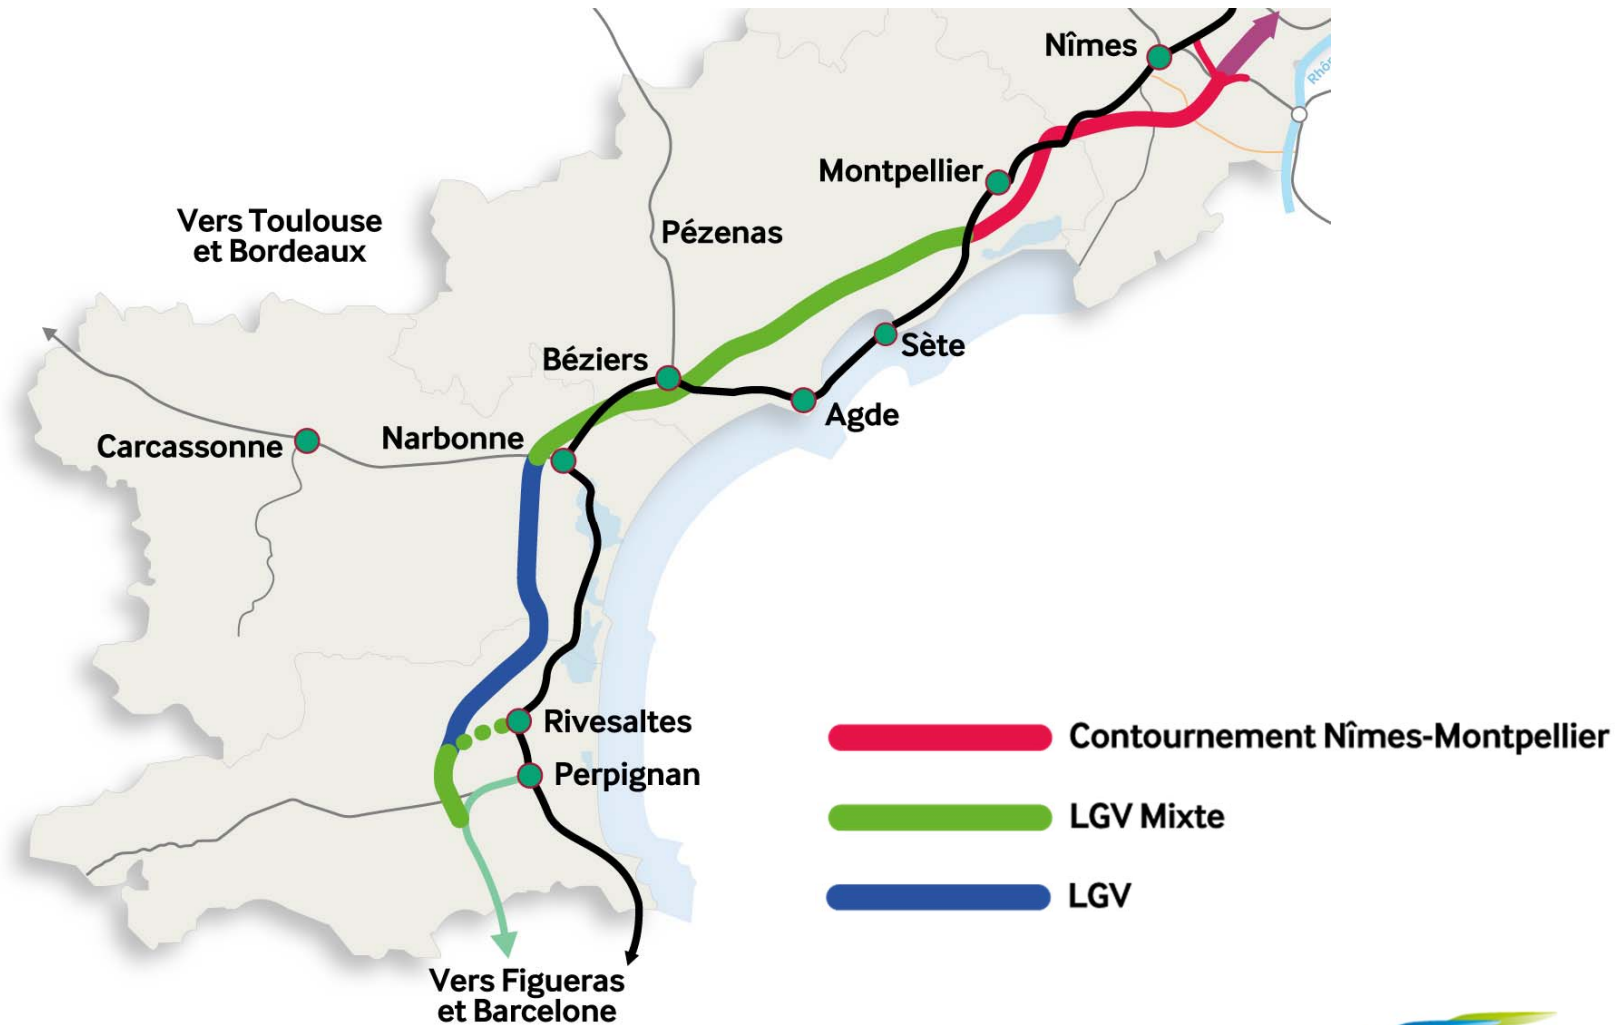 Nîmes
Rhôn
Montpellier
Vers Toulouse
et Bordeaux
Pézenas
Sète
Béziers
Agde
Narbonne
Carcassonne
Rivesaltes
Perpignan
Contournement Nîmes-Montpellier
LGV Mixte
LGV
Vers Figueras
et Barcelone